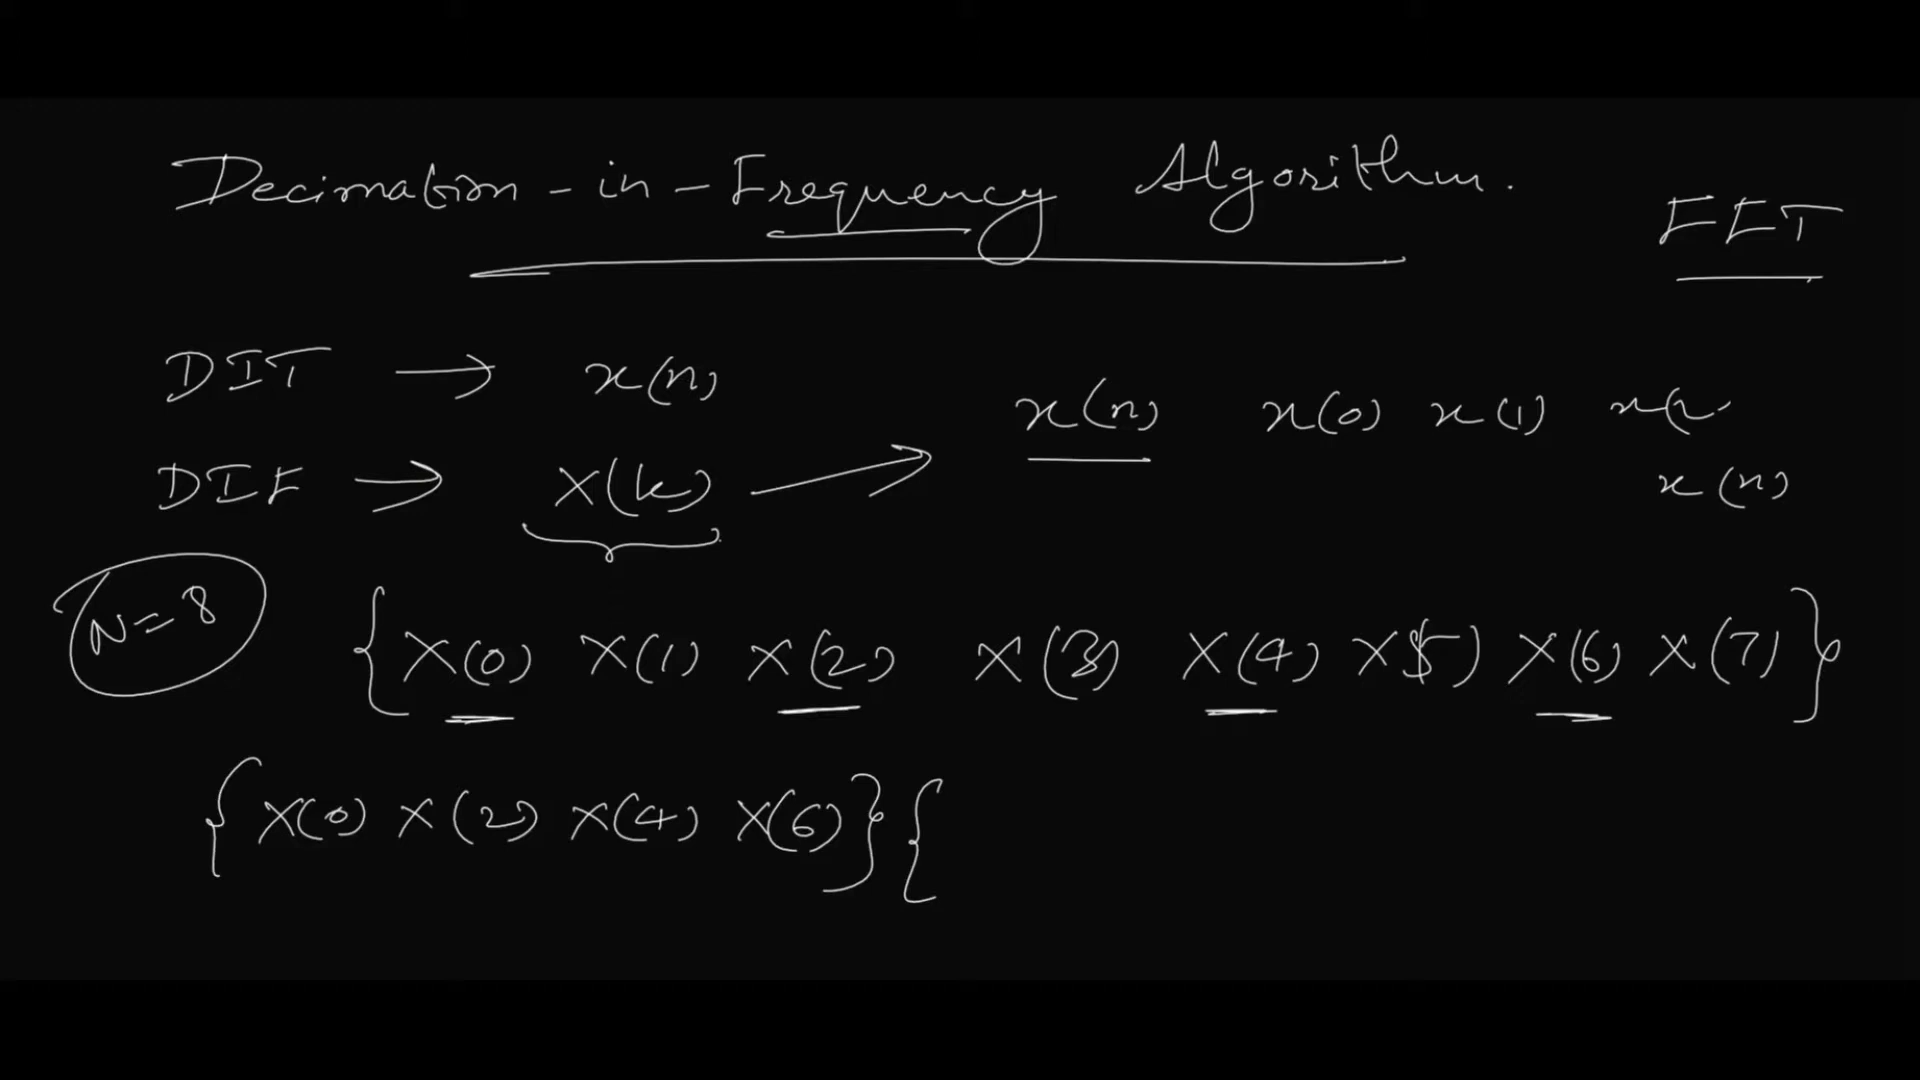 Decimation-in-Frequency Algorithm.
FFT
DIT → x(n)
x(n) x(0) x(1) x(2
DIF → X(k) →
x(n)
N=8
{X(0) X(1) X(2) X(3) X(4) X(5) X(6) X(7)}
{X(0) X(2) X(4) X(6)} {